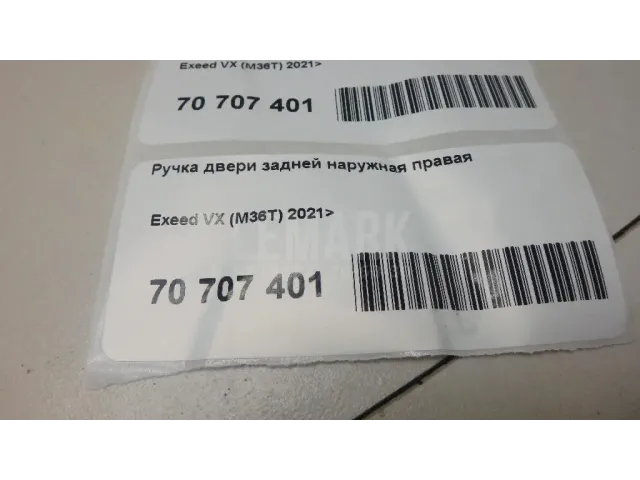 Exeed VX (M36T) 2021>
70 707 401
Ручка двери задней наружная правая
Exeed VX (M36T) 2021>
LEMARK
70 707 401